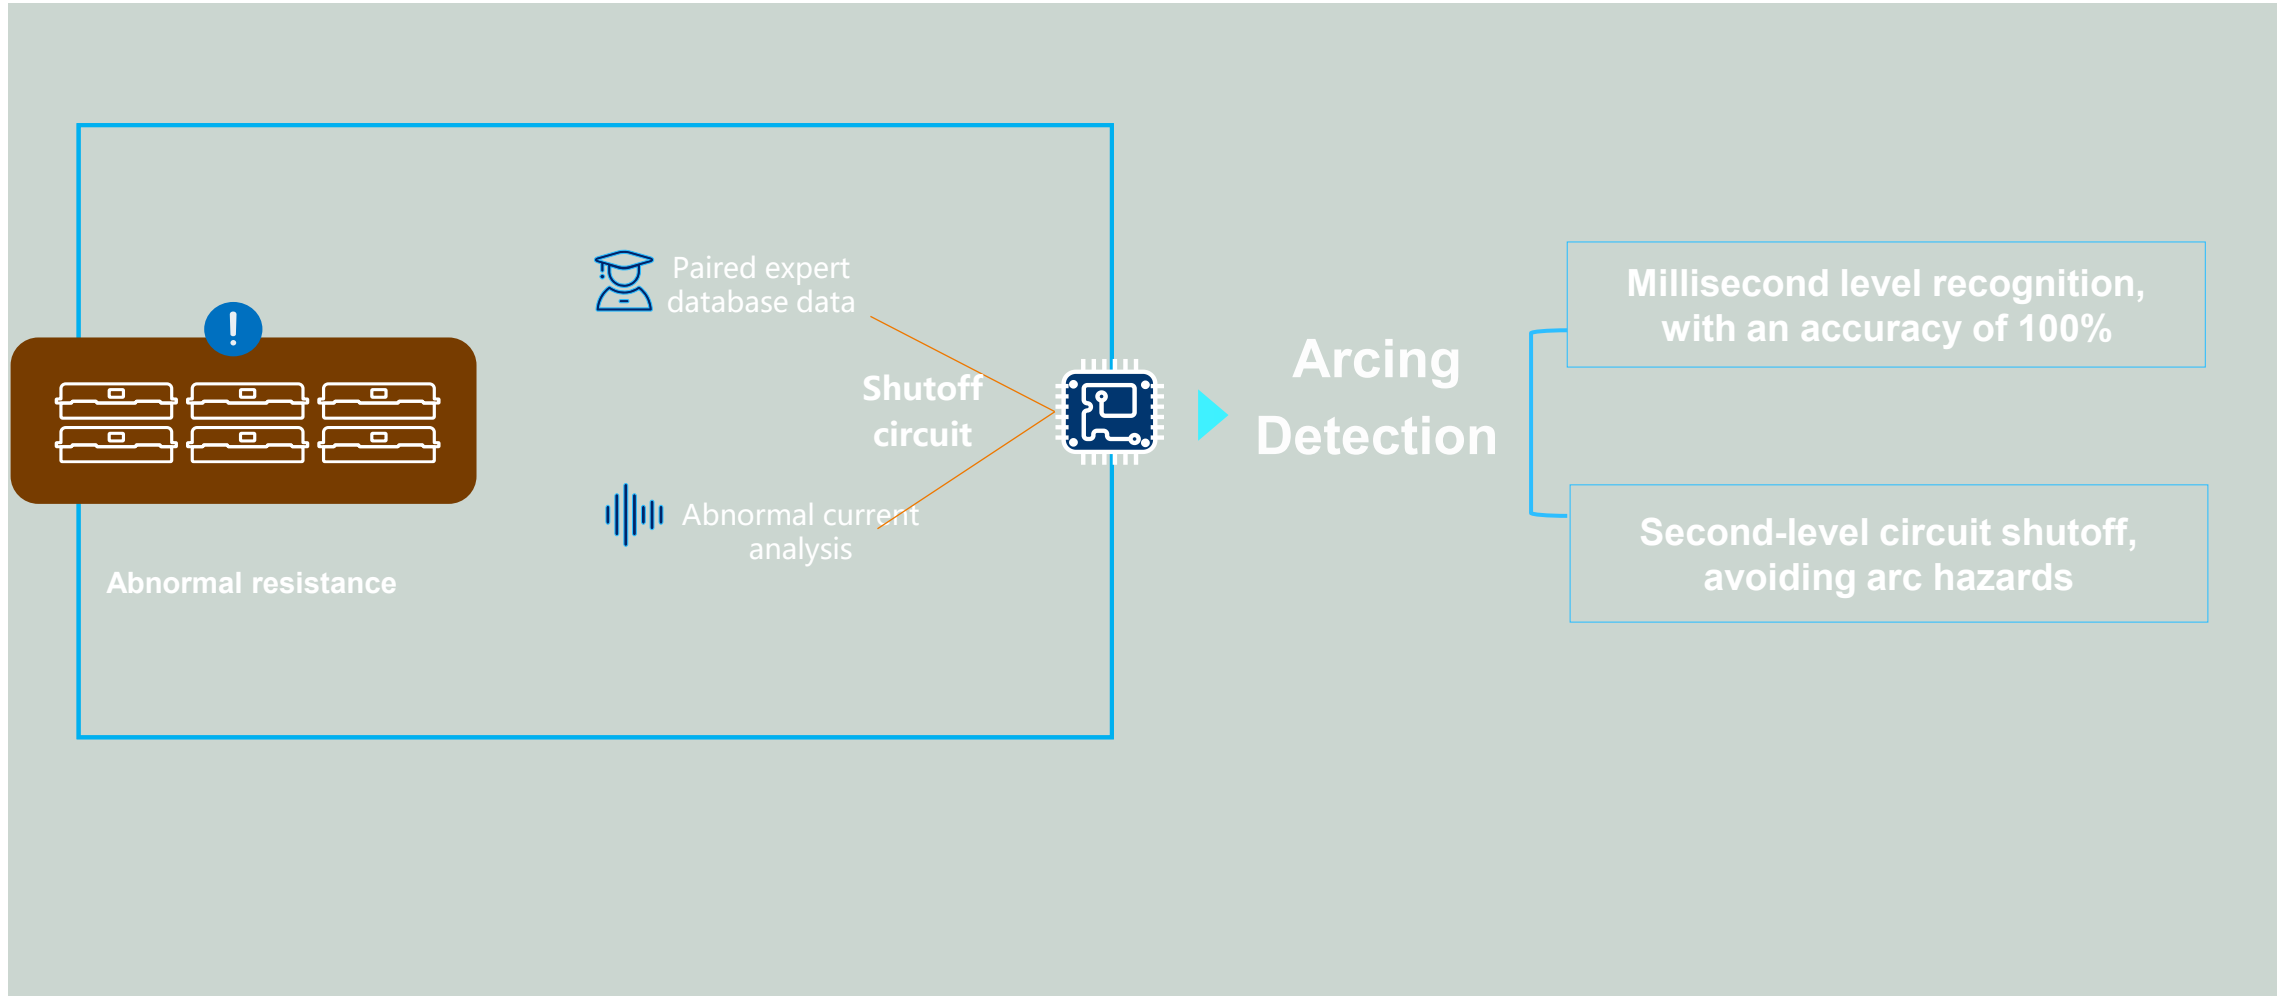 Paired expert
database data
Shutoff
circuit
Abnormal current
analysis
Abnormal resistance
Arcing
Detection
Millisecond level recognition,
with an accuracy of 100%
Second-level circuit shutoff,
avoiding arc hazards